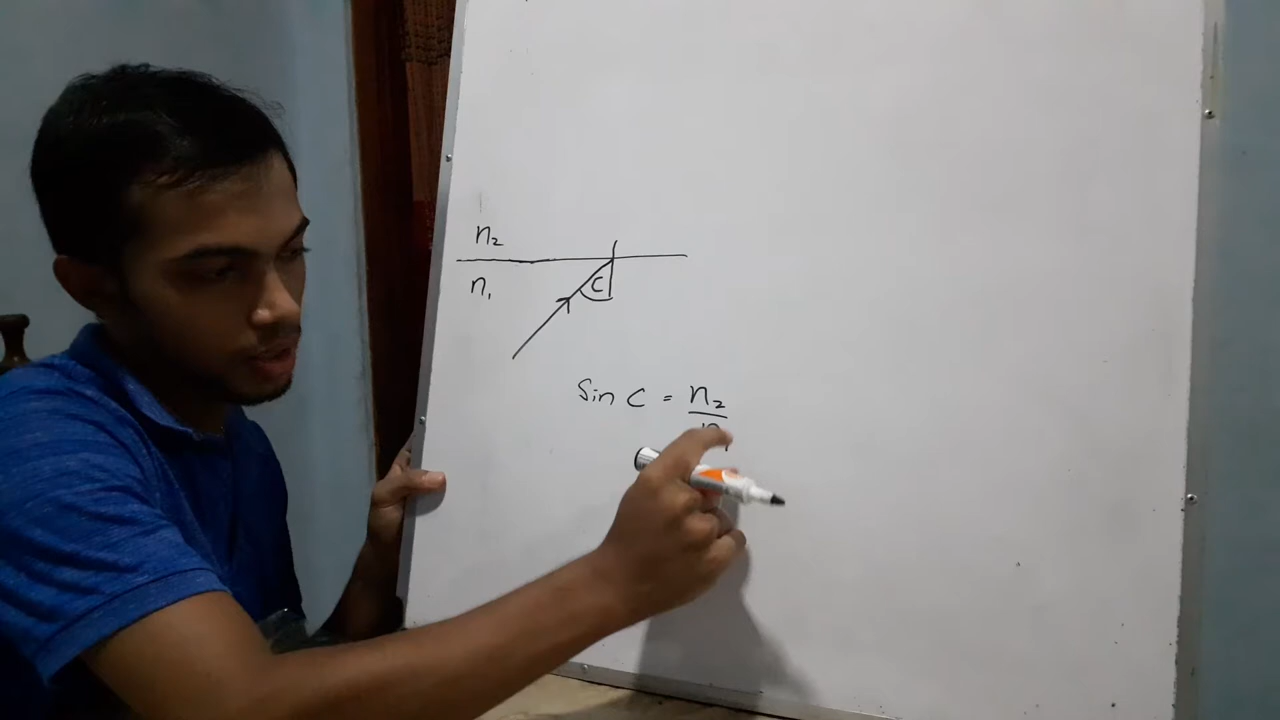 n₂
n₁
C
Sin C = n₂
n₁